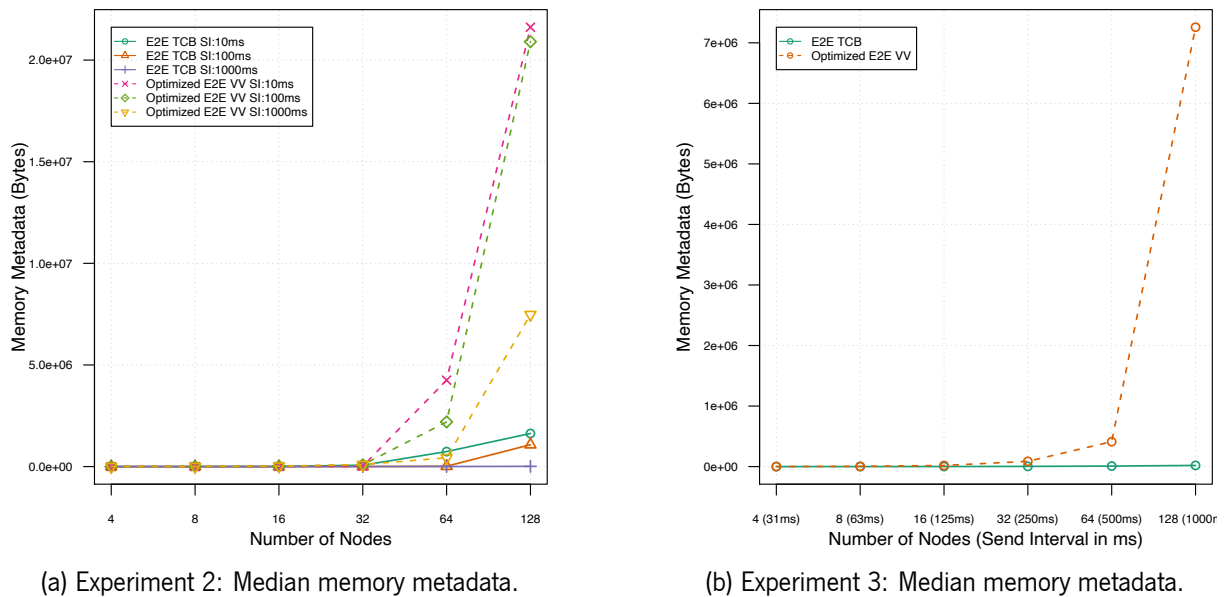 E2E TCB SI:10ms
E2E TCB SI:100ms
E2E TCB SI:1000ms
Optimized E2E VV SI:10ms
Optimized E2E VV SI:100ms
Optimized E2E VV SI:1000ms
Memory Metadata (Bytes)
2.0e+07
1.5e+07
1.0e+07
5.0e+06
0.0e+00
4 8 16 32 64 128
Number of Nodes
(a) Experiment 2: Median memory metadata.
E2E TCB
Optimized E2E VV
Memory Metadata (Bytes)
7e+06
6e+06
5e+06
4e+06
3e+06
2e+06
1e+06
0e+00
4 (31ms) 8 (63ms) 16 (125ms) 32 (250ms) 64 (500ms) 128 (1000m
Number of Nodes (Send Interval in ms)
(b) Experiment 3: Median memory metadata.